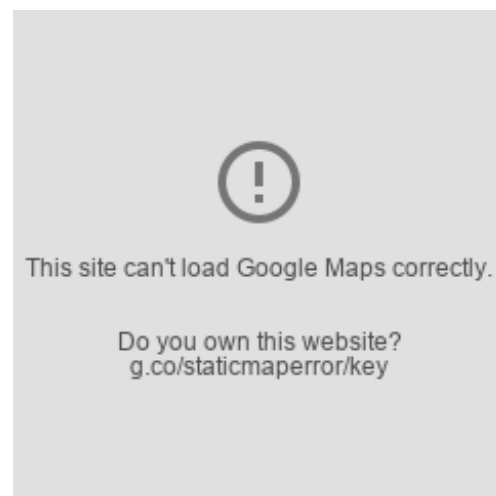 This site can't load Google Maps correctly.
Do you own this website?
g.co/staticmaperror/key